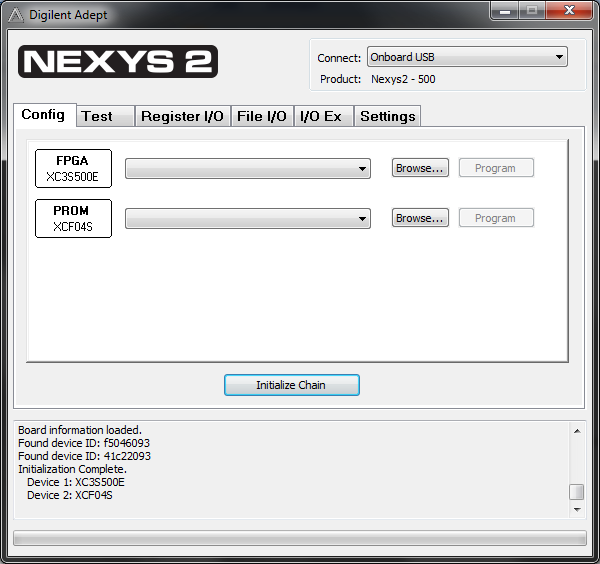 Digilent Adept
NEXYS 2
Connect: Onboard USB
Product: Nexys2 - 500
Config Test Register I/O File I/O I/O Ex Settings
FPGA
XC3S500E
Browse... Program
PROM
XCF04S
Browse... Program
Initialize Chain
Board information loaded.
Found device ID: f5046093
Found device ID: 41c22093
Initialization Complete.
Device 1: XC3S500E
Device 2: XCF04S